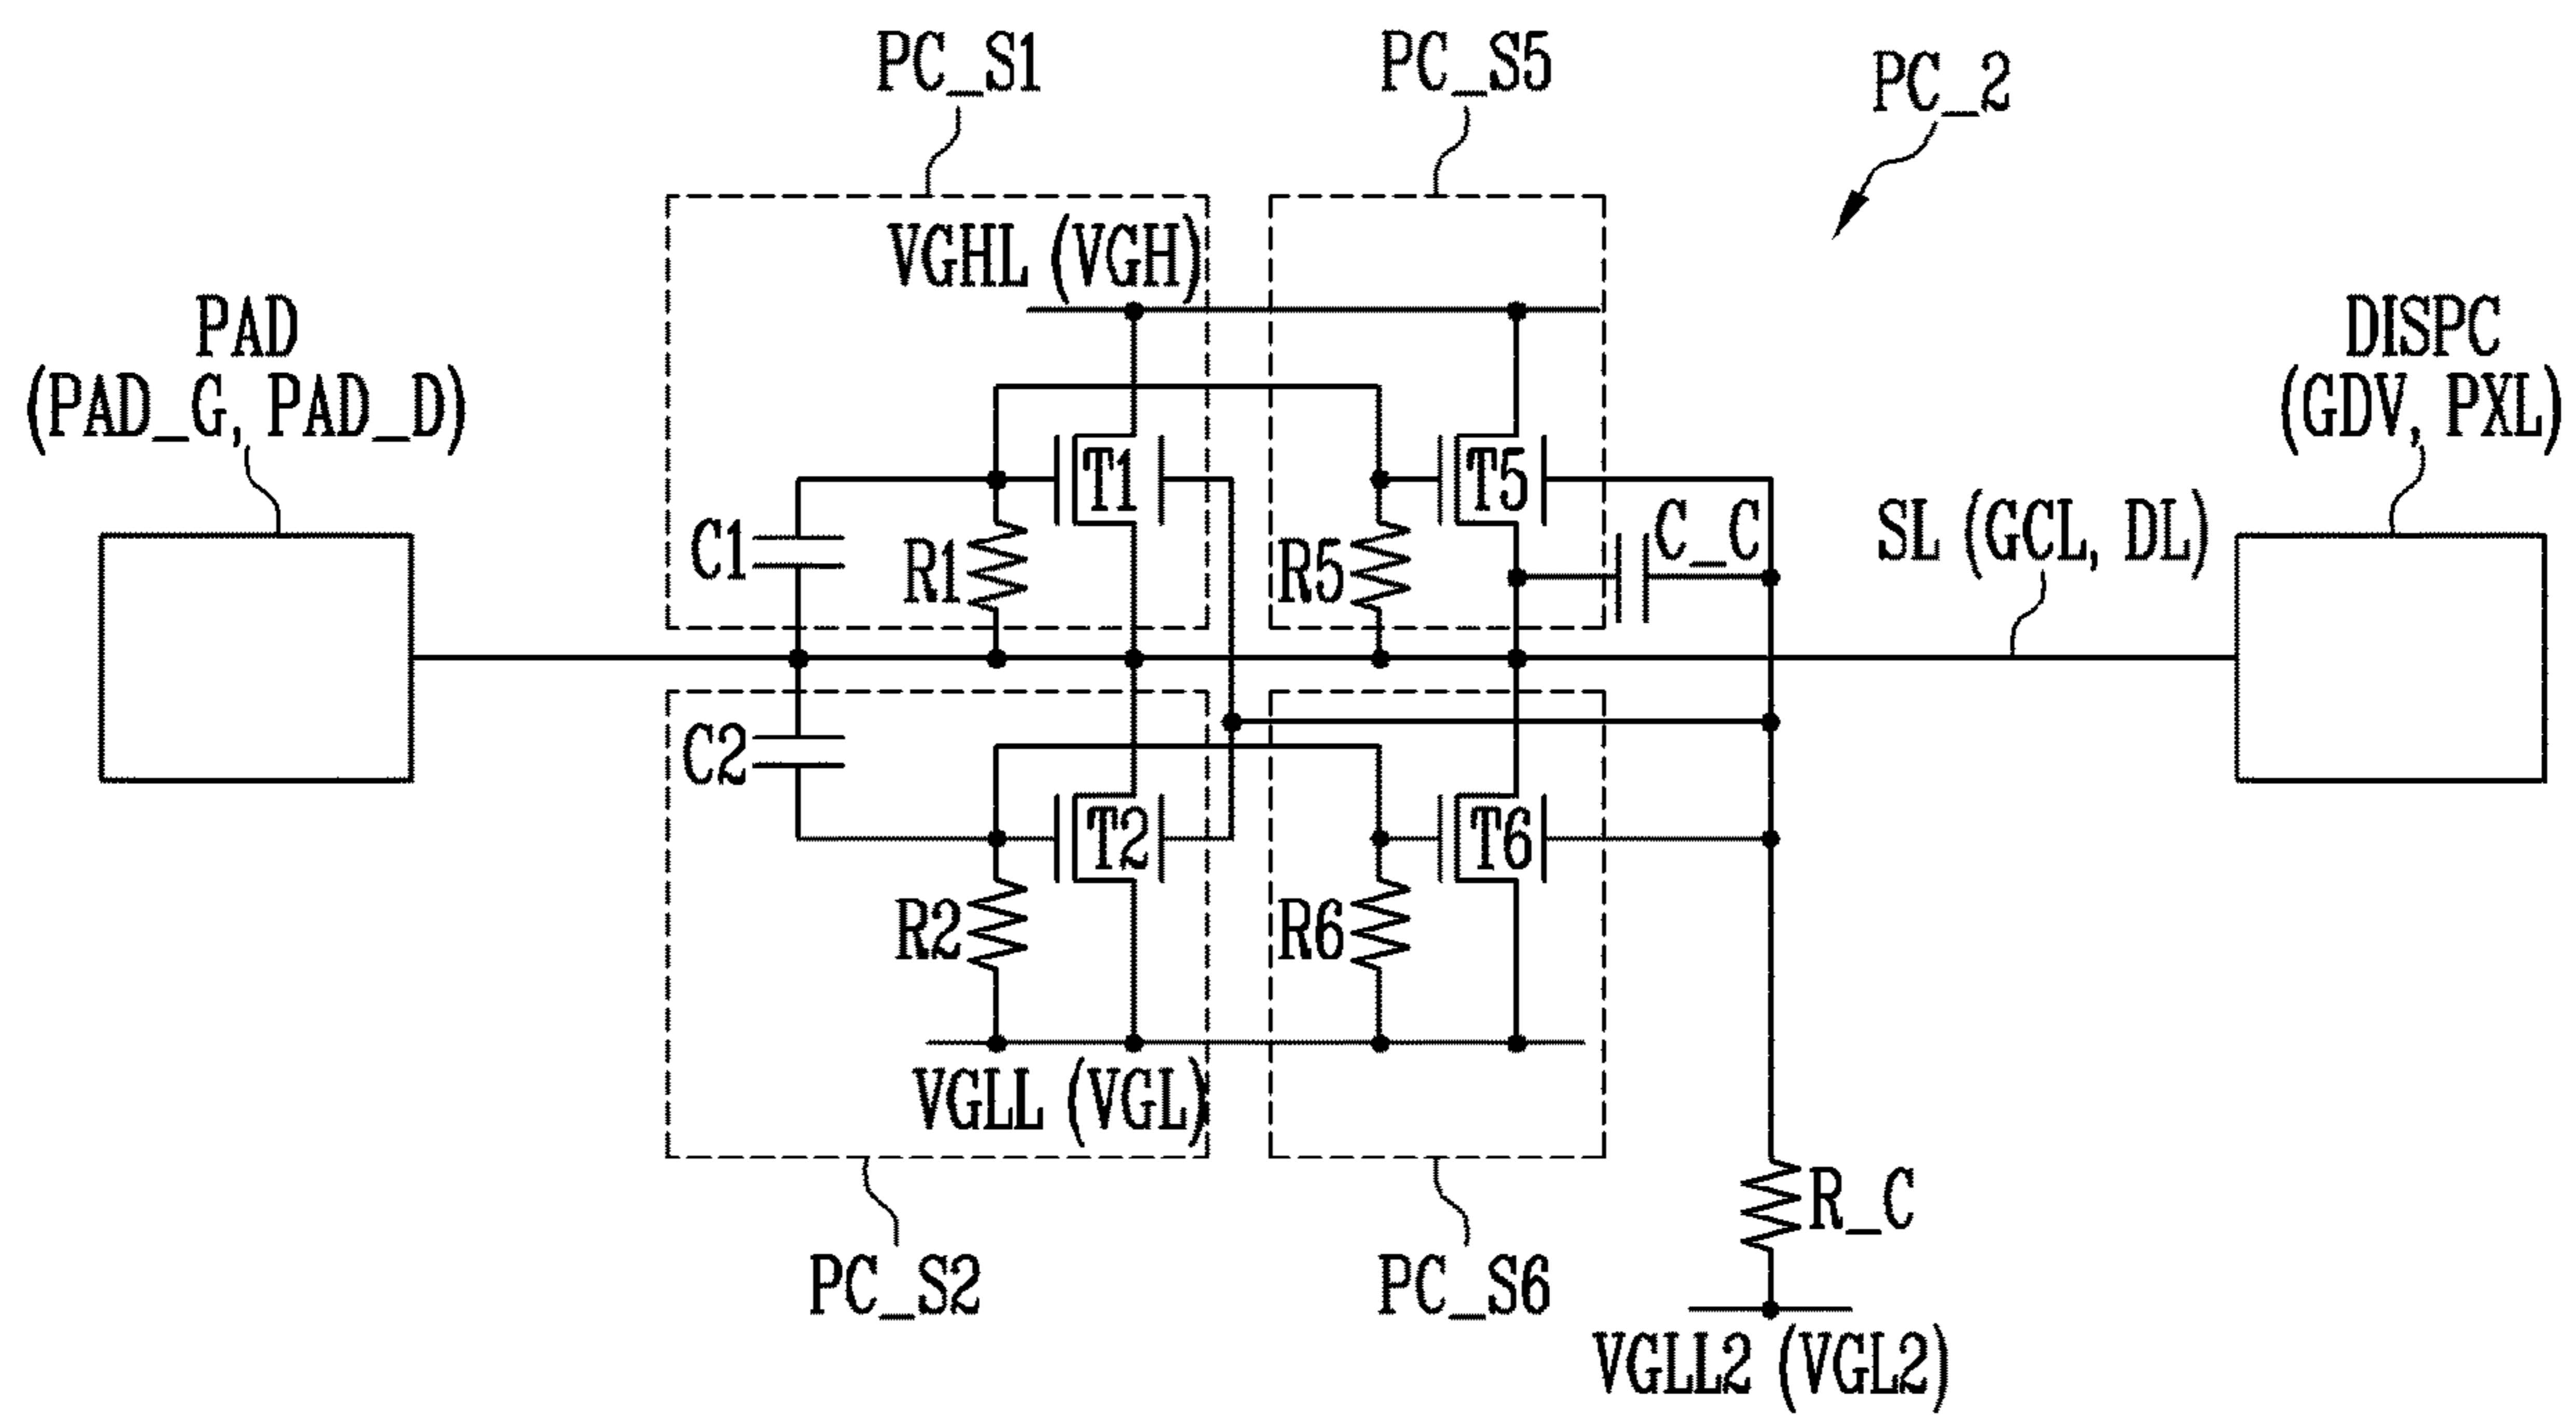 PC_S1
PC_S5
PC_2
VGHL (VGH)
PAD
(PAD_G, PAD_D)
DISPC
(GDV, PXL)
T1
T5
C1
R1
R5
C_C
SL (GCL, DL)
C2
T2
T6
R2
R6
VGLL (VGL)
R_C
PC_S2
PC_S6
VGLL2 (VGL2)